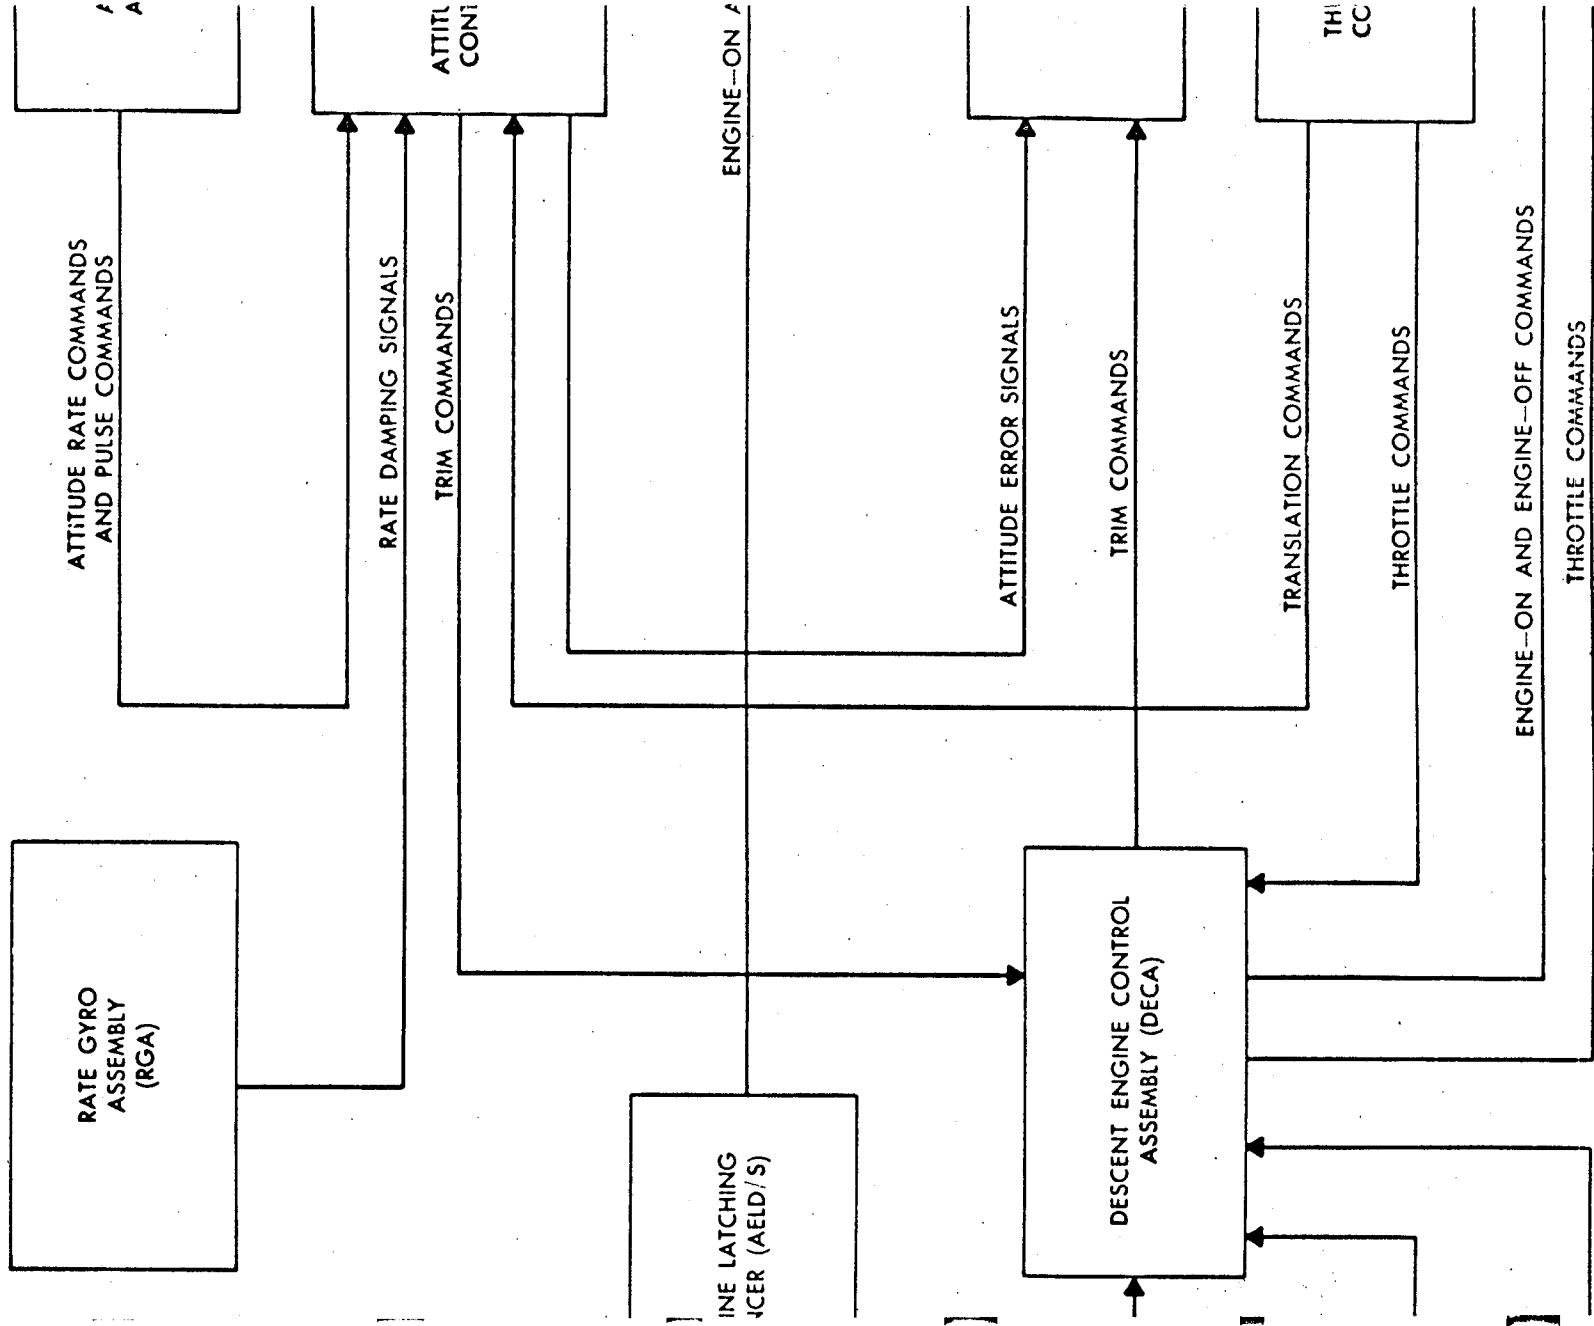 ATTITUDE RATE COMMANDS
AND PULSE COMMANDS
RATE DAMPING SIGNALS
TRIM COMMANDS
ENGINE—ON
ATTITUDE ERROR SIGNALS
TRIM COMMANDS
TRANSLATION COMMANDS
THROTTLE COMMANDS
ENGINE—ON AND ENGINE—OFF COMMANDS
THROTTLE COMMANDS
RATE GYRO
ASSEMBLY
(RGA)
LATCHING
(AELD/S)
DESCENT ENGINE CONTROL
ASSEMBLY (DECA)